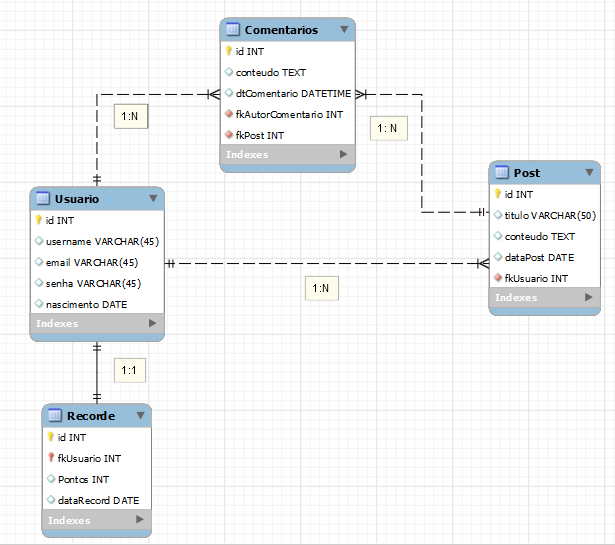 Comentarios
id INT
conteudo TEXT
dtComentario DATETIME
fkAutorComentario INT
fkPost INT
Indexes
1:N
1: N
Post
id INT
titulo VARCHAR(50)
conteudo TEXT
dataPost DATE
fkUsuario INT
Indexes
Usuario
id INT
username VARCHAR(45)
email VARCHAR(45)
senha VARCHAR(45)
nascimento DATE
Indexes
1:N
1:1
Recorde
id INT
fkUsuario INT
Pontos INT
dataRecord DATE
Indexes